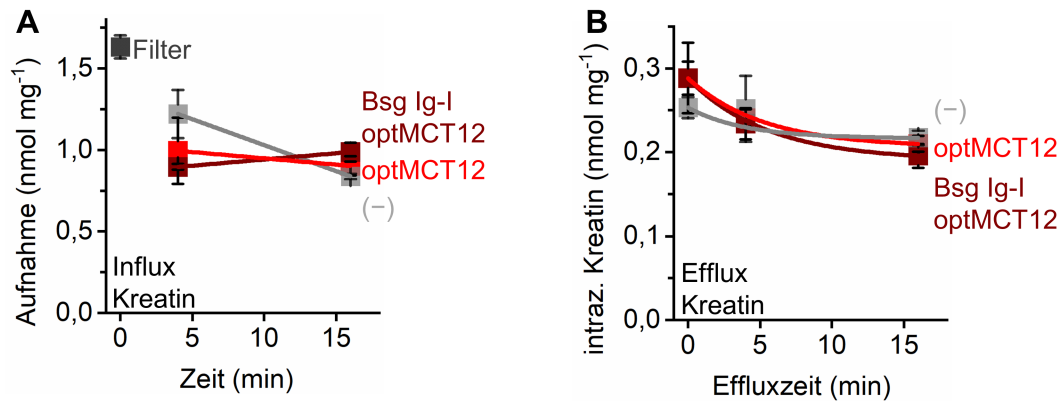 A
Aufnahme (nmol mg⁻¹)
1,5
1,0
0,5
0,0
Filter
Bsg Ig-I
optMCT12
optMCT12
(−)
Influx
Kreatin
0 5 10 15
Zeit (min)
B
intraz. Kreatin (nmol mg⁻¹)
0,3
0,2
0,1
0,0
(−)
optMCT12
Bsg Ig-I
optMCT12
Efflux
Kreatin
0 5 10 15
Effluxzeit (min)